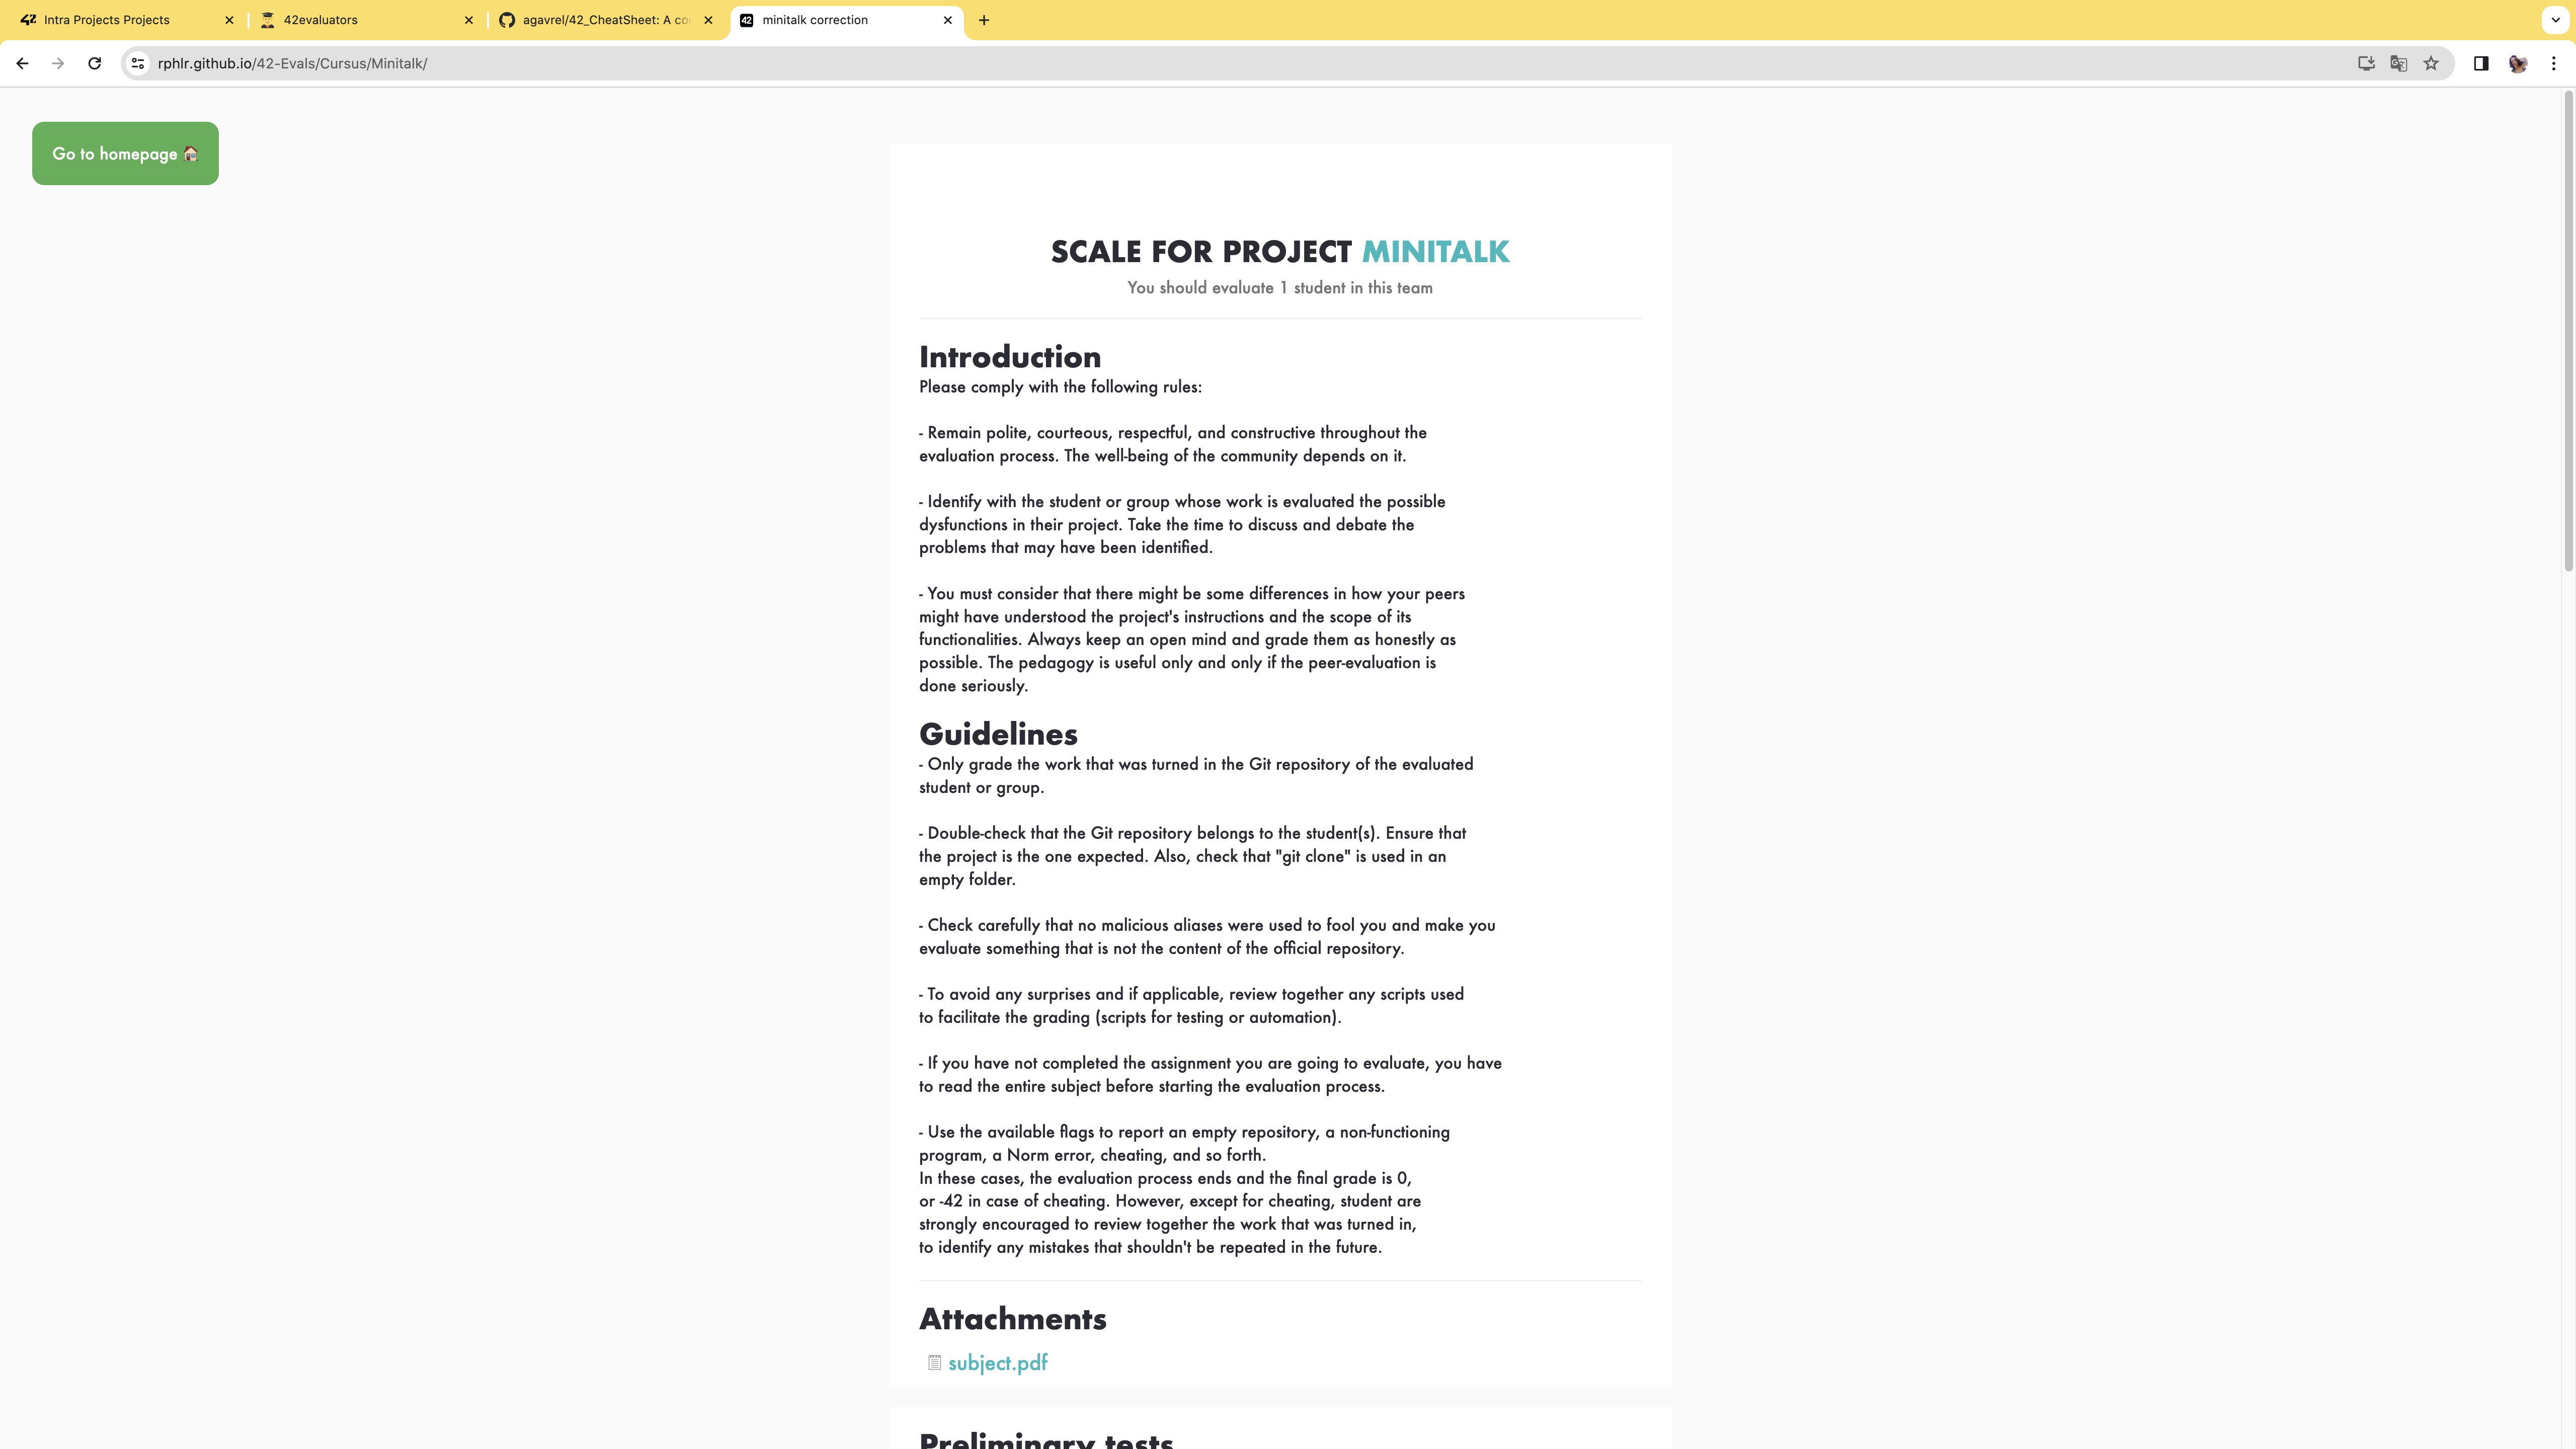 42 Intra Projects Projects
42evaluators
agavrel/42_CheatSheet: A co
42 minitalk correction
rphlr.github.io/42-Evals/Cursus/Minitalk/
Go to homepage
SCALE FOR PROJECT MINITALK
You should evaluate 1 student in this team
Introduction
Please comply with the following rules:
- Remain polite, courteous, respectful, and constructive throughout the
evaluation process. The well-being of the community depends on it.
- Identify with the student or group whose work is evaluated the possible
dysfunctions in their project. Take the time to discuss and debate the
problems that may have been identified.
- You must consider that there might be some differences in how your peers
might have understood the project's instructions and the scope of its
functionalities. Always keep an open mind and grade them as honestly as
possible. The pedagogy is useful only and only if the peer-evaluation is
done seriously.
Guidelines
- Only grade the work that was turned in the Git repository of the evaluated
student or group.
- Double-check that the Git repository belongs to the student(s). Ensure that
the project is the one expected. Also, check that "git clone" is used in an
empty folder.
- Check carefully that no malicious aliases were used to fool you and make you
evaluate something that is not the content of the official repository.
- To avoid any surprises and if applicable, review together any scripts used
to facilitate the grading (scripts for testing or automation).
- If you have not completed the assignment you are going to evaluate, you have
to read the entire subject before starting the evaluation process.
- Use the available flags to report an empty repository, a non-functioning
program, a Norm error, cheating, and so forth.
In these cases, the evaluation process ends and the final grade is 0,
or -42 in case of cheating. However, except for cheating, student are
strongly encouraged to review together the work that was turned in,
to identify any mistakes that shouldn't be repeated in the future.
Attachments
subject.pdf
Preliminary tests